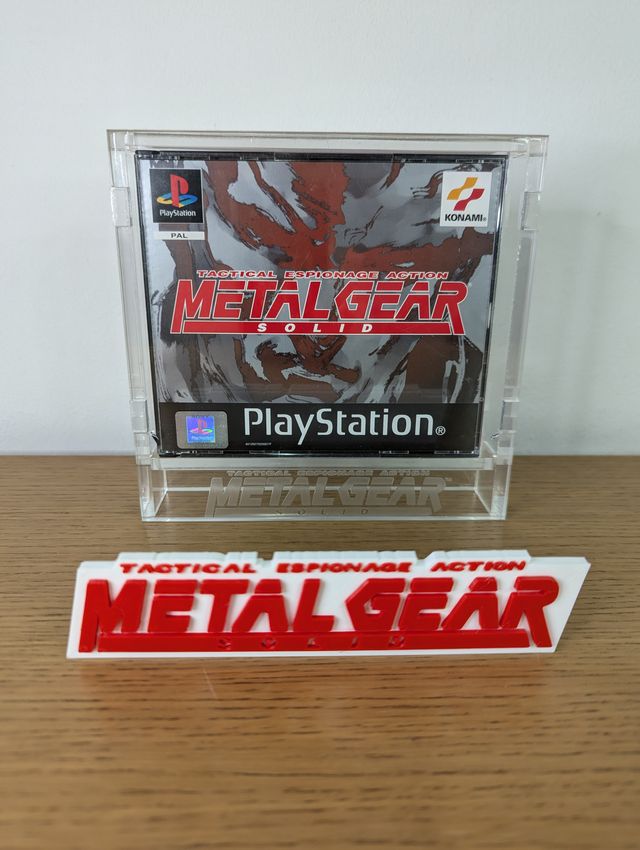 PlayStation
PAL
KONAMI®
TACTICAL ESPIONAGE ACTION
METAL GEAR
SOLID
PlayStation®
TACTICAL ESPIONAGE ACTION
METAL GEAR™
SOLID
TACTICAL ESPIONAGE ACTION
METAL GEAR
SOLID